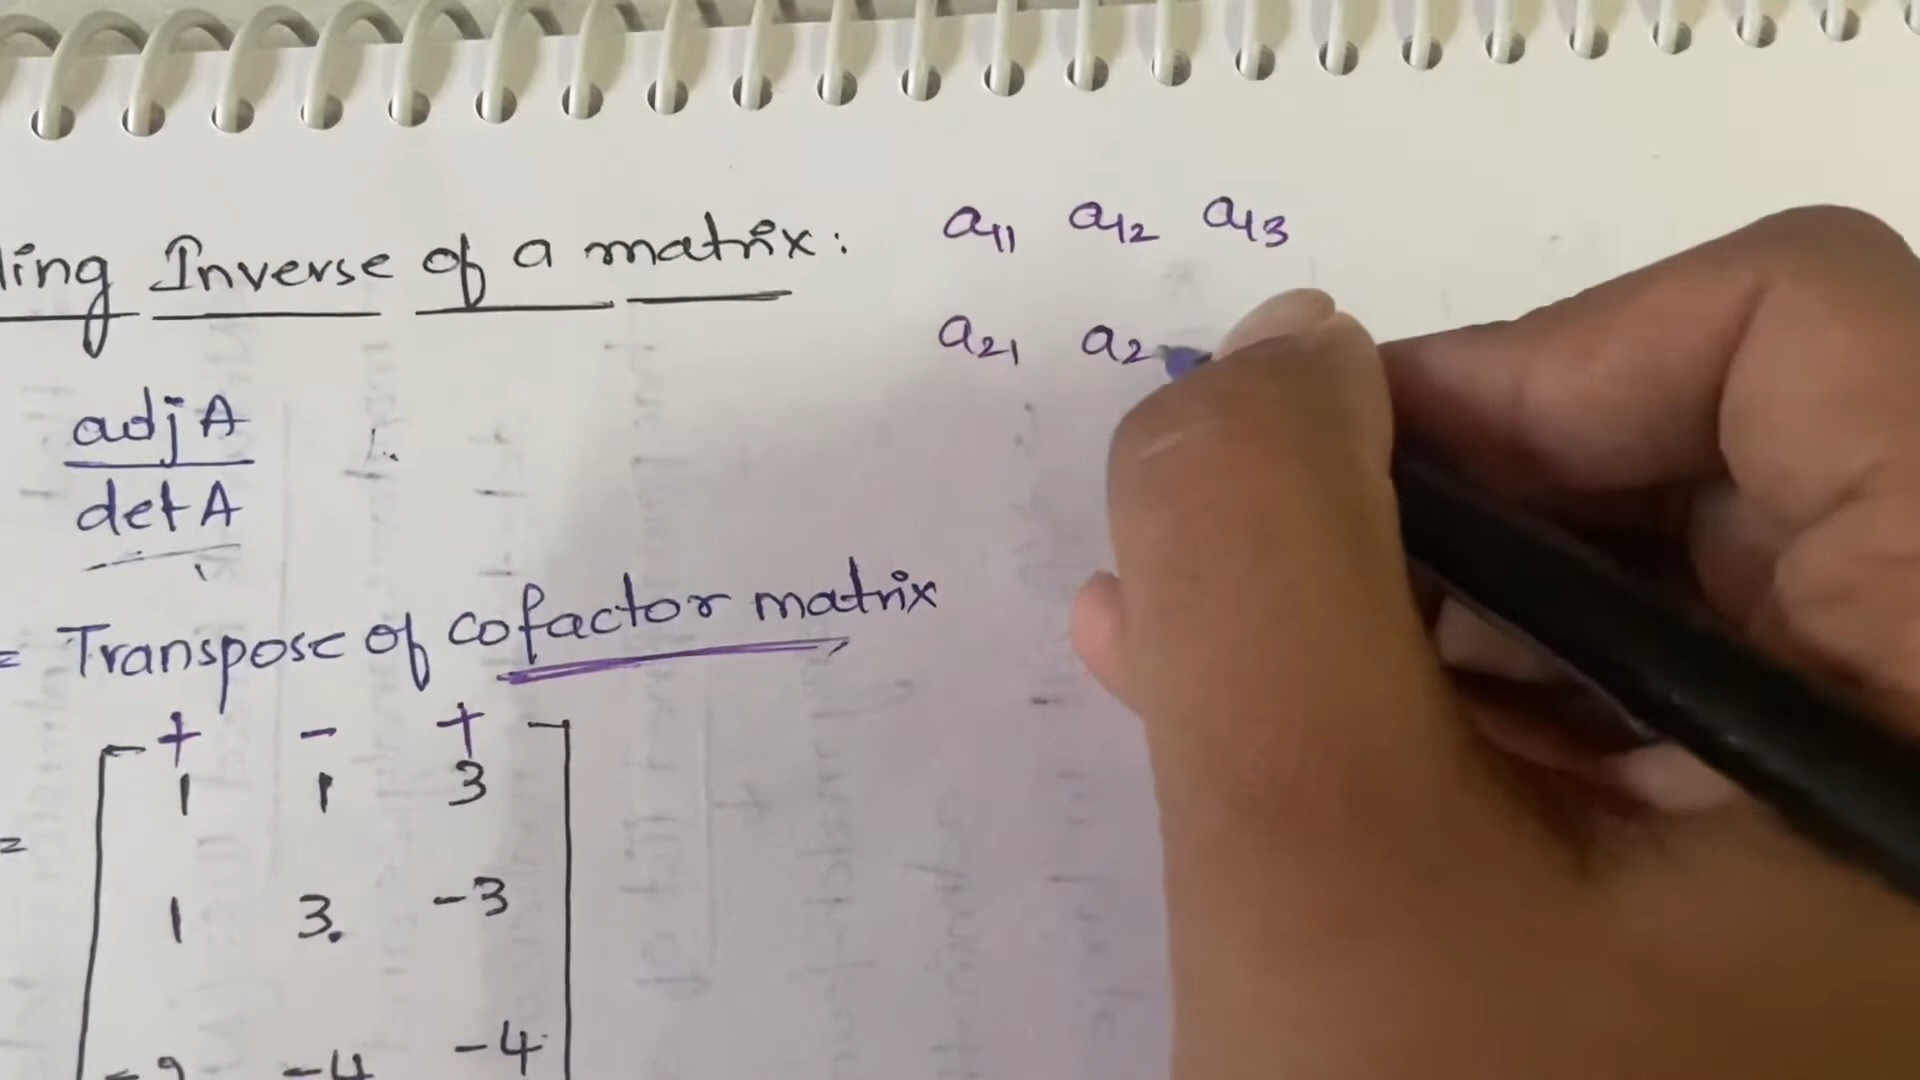 ling Inverse of a matrix:
a11 a12 a13
a21 a2
adj A
det A
= Transpose of cofactor matrix
+ - +
1 1 3
=
1 3. -3
-4 -4